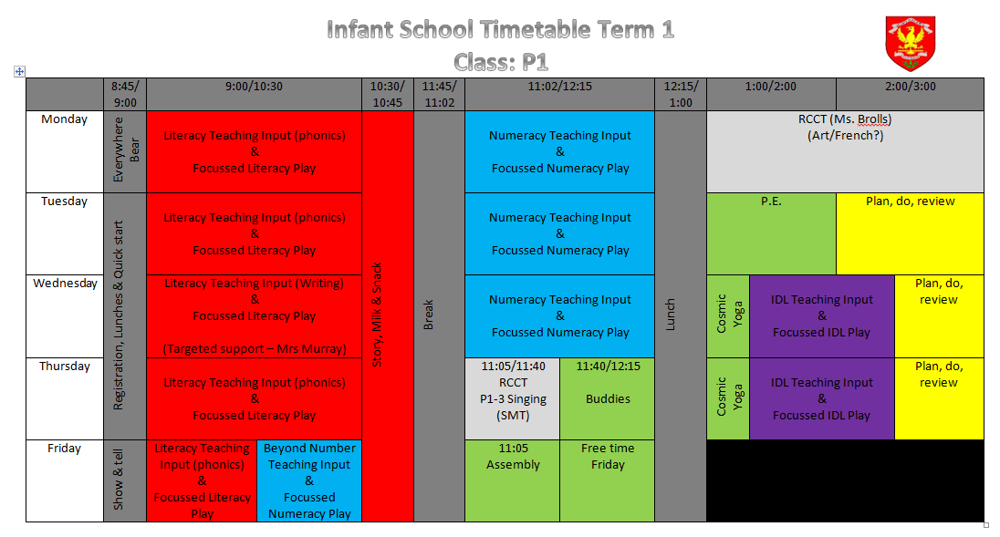 Infant School Timetable Term 1
Class: P1
8:45/
9:00
9:00/10:30
10:30/
10:45
11:45/
11:02
11:02/12:15
12:15/
1:00
1:00/2:00
2:00/3:00
Monday
Everywhere
Bear
Literacy Teaching Input (phonics)
&
Focussed Literacy Play
Story, Milk & Snack
Break
Numeracy Teaching Input
&
Focussed Numeracy Play
Lunch
RCCT (Ms. Brolls)
(Art/French?)
Tuesday
Registration, Lunches & Quick start
Literacy Teaching Input (phonics)
&
Focussed Literacy Play
Numeracy Teaching Input
&
Focussed Numeracy Play
P.E.
Plan, do, review
Wednesday
Literacy Teaching Input (Writing)
&
Focussed Literacy Play
(Targeted support – Mrs Murray)
Numeracy Teaching Input
&
Focussed Numeracy Play
Cosmic
Yoga
IDL Teaching Input
&
Focussed IDL Play
Plan, do,
review
Thursday
Literacy Teaching Input (phonics)
&
Focussed Literacy Play
11:05/11:40
RCCT
P1-3 Singing
(SMT)
11:40/12:15
Buddies
Cosmic
Yoga
IDL Teaching Input
&
Focussed IDL Play
Plan, do,
review
Friday
Show & tell
Literacy Teaching
Input (phonics)
&
Focussed Literacy
Play
Beyond Number
Teaching Input
&
Focussed
Numeracy Play
11:05
Assembly
Free time
Friday